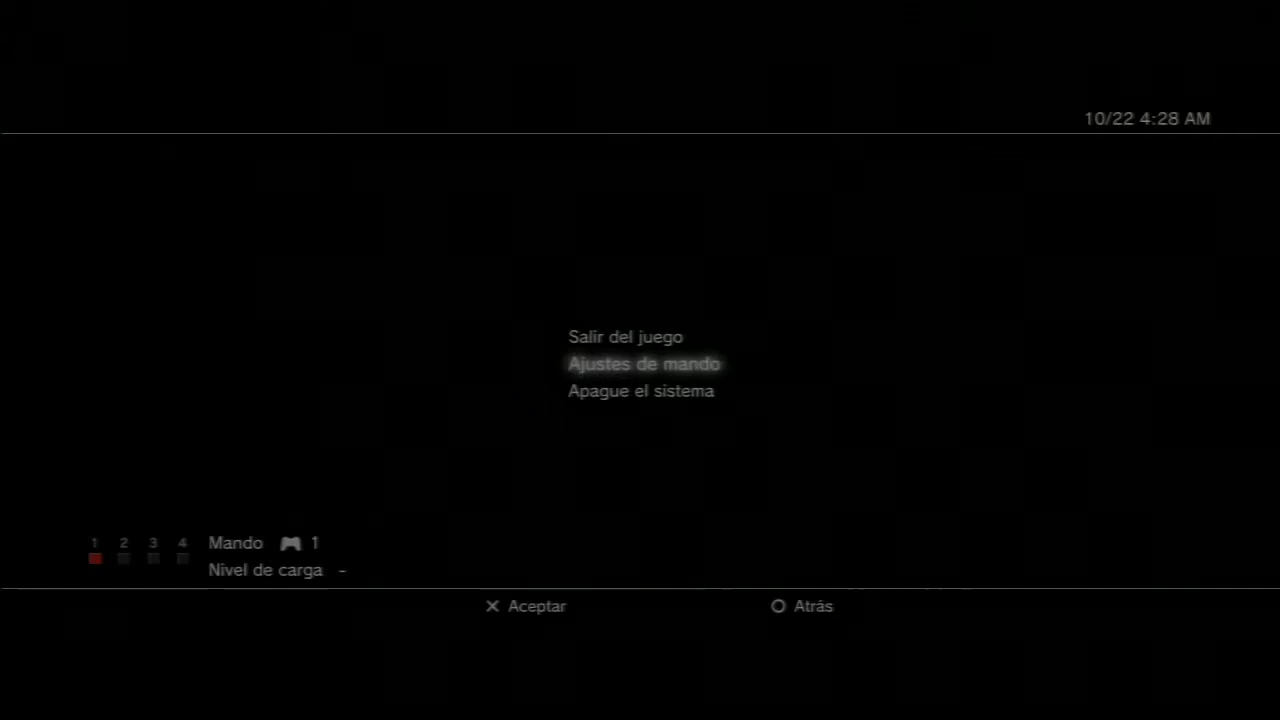 10/22 4:28 AM
Salir del juego
Ajustes de mando
Apague el sistema
1 2 3 4 Mando 1
Nivel de carga -
Aceptar Atrás